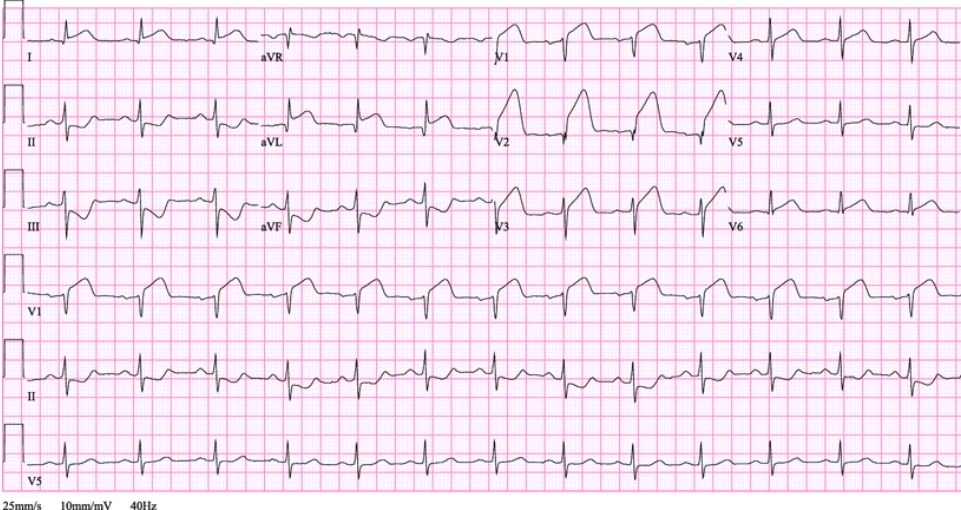 I aVR V1 V4
II aVL V2 V5
III aVF V3 V6
V1
II
V5
25mm/s 10mm/mV 40Hz